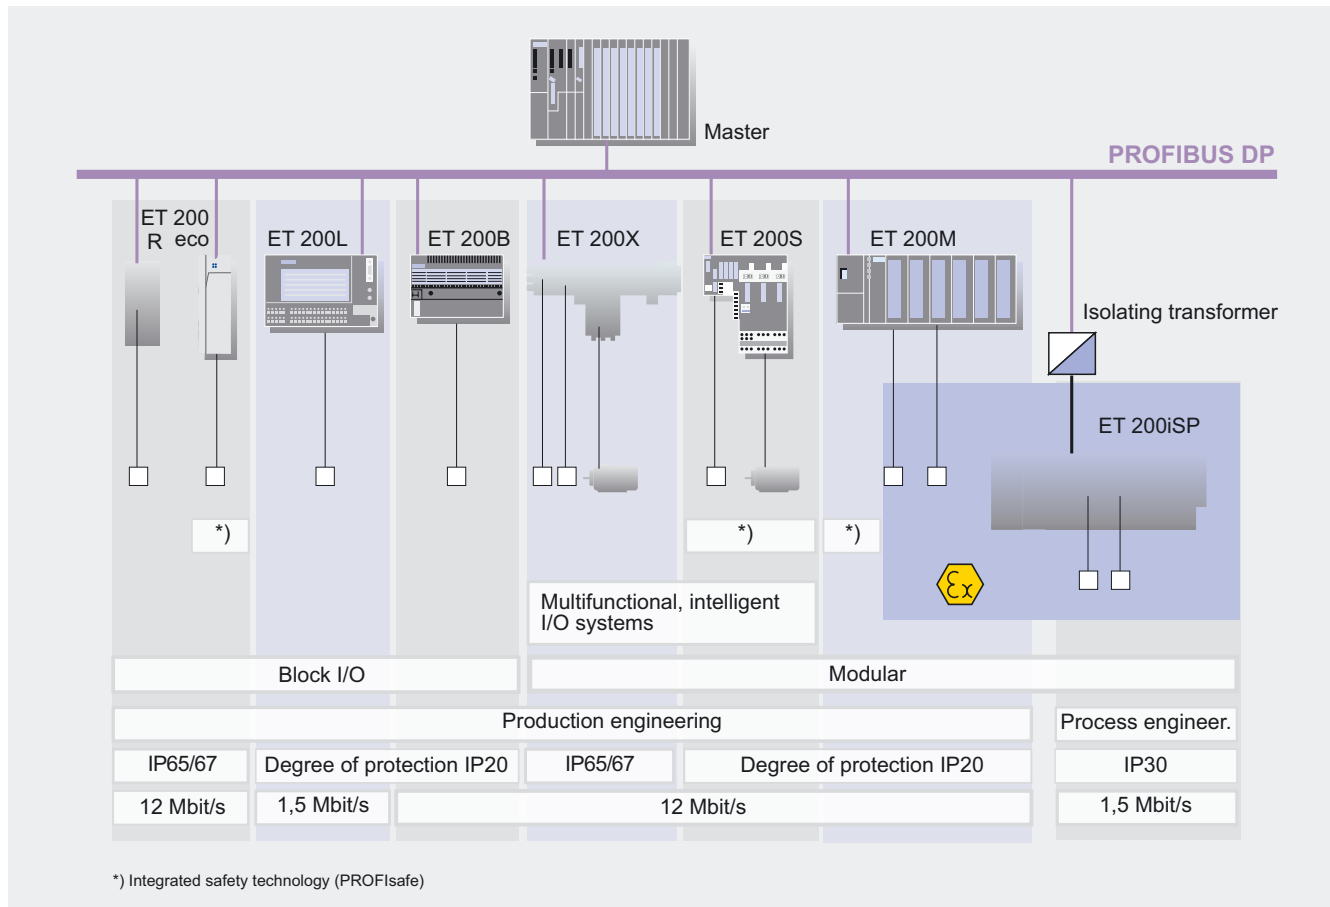 Master
PROFIBUS DP
ET 200
R eco
ET 200L
ET 200B
ET 200X
ET 200S
ET 200M
Isolating transformer
ET 200iSP
*)
*)
*)
Ex
Multifunctional, intelligent
I/O systems
Block I/O
Modular
Production engineering
Process engineer.
IP65/67
Degree of protection IP20
IP65/67
Degree of protection IP20
IP30
12 Mbit/s
1,5 Mbit/s
12 Mbit/s
1,5 Mbit/s
*) Integrated safety technology (PROFIsafe)